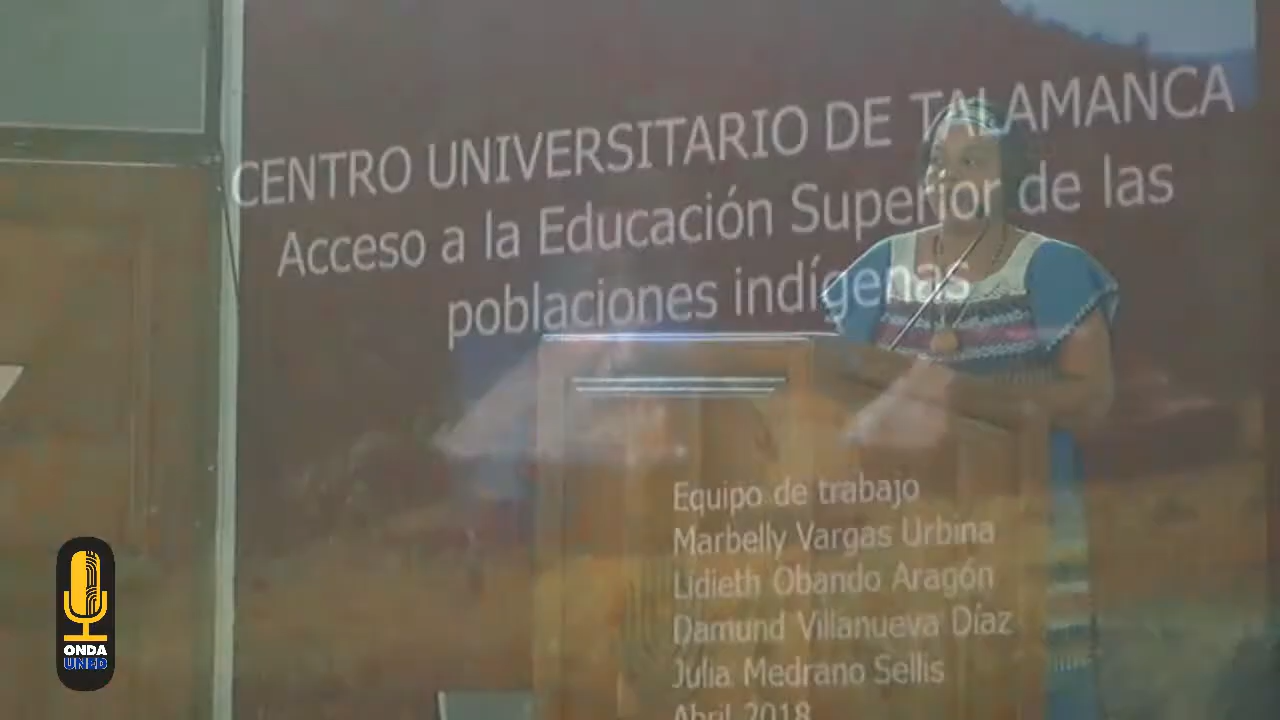 CENTRO UNIVERSITARIO DE TALAMANCA
Acceso a la Educación Superior de las
poblaciones indígenas
Equipo de trabajo
Marbelly Vargas Urbina
Lidieth Obando Aragón
Damund Villanueva Díaz
Julia Medrano Sellis
Abril 2018
ONDA
UNED